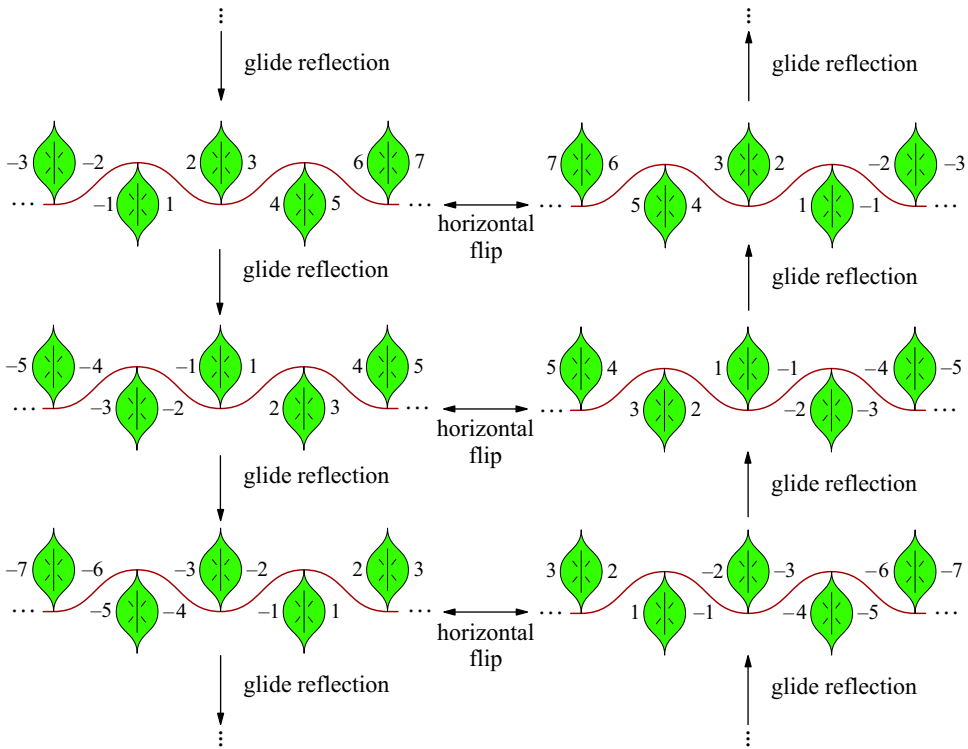 ⋮ ⋮
glide reflection glide reflection
–3 –2 2 3 6 7 7 6 3 2 –2 –3
–1 1 4 5 5 4 1 –1
⋯ ⋯ ⋯ ⋯
horizontal
flip
glide reflection glide reflection
–5 –4 –1 1 4 5 5 4 1 –1 –4 –5
–3 –2 2 3 3 2 –2 –3
⋯ ⋯ ⋯ ⋯
horizontal
flip
glide reflection glide reflection
–7 –6 –3 –2 2 3 3 2 –2 –3 –6 –7
–5 –4 –1 1 1 –1 –4 –5
⋯ ⋯ ⋯ ⋯
horizontal
flip
glide reflection glide reflection
⋮ ⋮